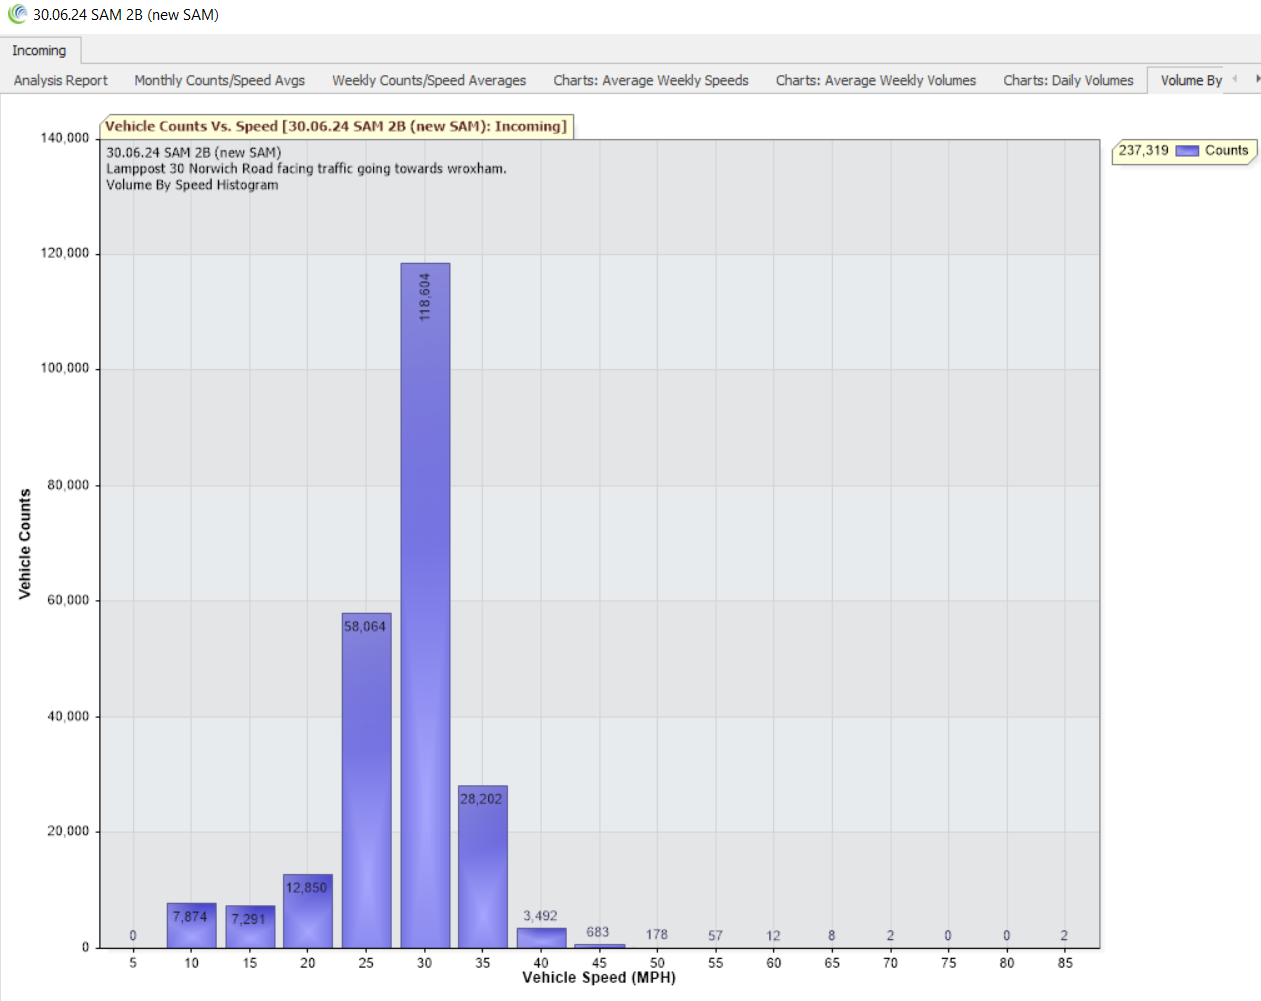 30.06.24 SAM 2B (new SAM)
Incoming
Analysis Report Monthly Counts/Speed Avgs Weekly Counts/Speed Averages Charts: Average Weekly Speeds Charts: Average Weekly Volumes Charts: Daily Volumes Volume By
Vehicle Counts Vs. Speed [30.06.24 SAM 2B (new SAM): Incoming]
30.06.24 SAM 2B (new SAM)
Lamppost 30 Norwich Road facing traffic going towards wroxham.
Volume By Speed Histogram
237,319 Counts
140,000
120,000
100,000
80,000
60,000
40,000
20,000
0
Vehicle Counts
0 7,874 7,291 12,850 58,064 118,604 28,202 3,492 683 178 57 12 8 2 0 0 2
5 10 15 20 25 30 35 40 45 50 55 60 65 70 75 80 85
Vehicle Speed (MPH)